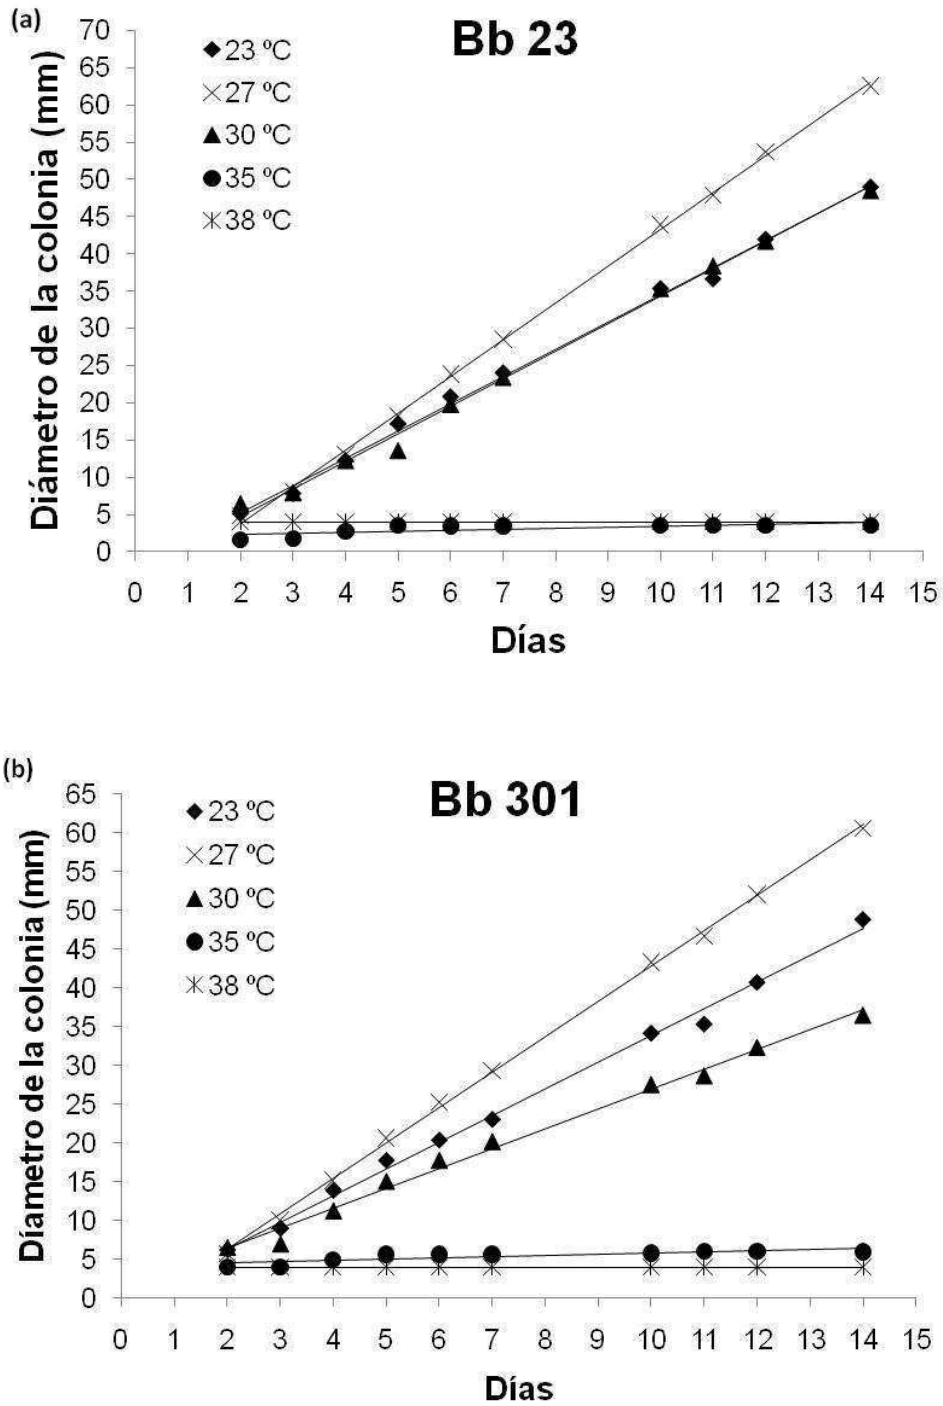 (a)
Bb 23
23 ºC
27 ºC
30 ºC
35 ºC
38 ºC
Diámetro de la colonia (mm)
70
65
60
55
50
45
40
35
30
25
20
15
10
5
0
0 1 2 3 4 5 6 7 8 9 10 11 12 13 14 15
Días
(b)
Bb 301
23 ºC
27 ºC
30 ºC
35 ºC
38 ºC
Díametro de la colonia (mm)
65
60
55
50
45
40
35
30
25
20
15
10
5
0
0 1 2 3 4 5 6 7 8 9 10 11 12 13 14 15
Días